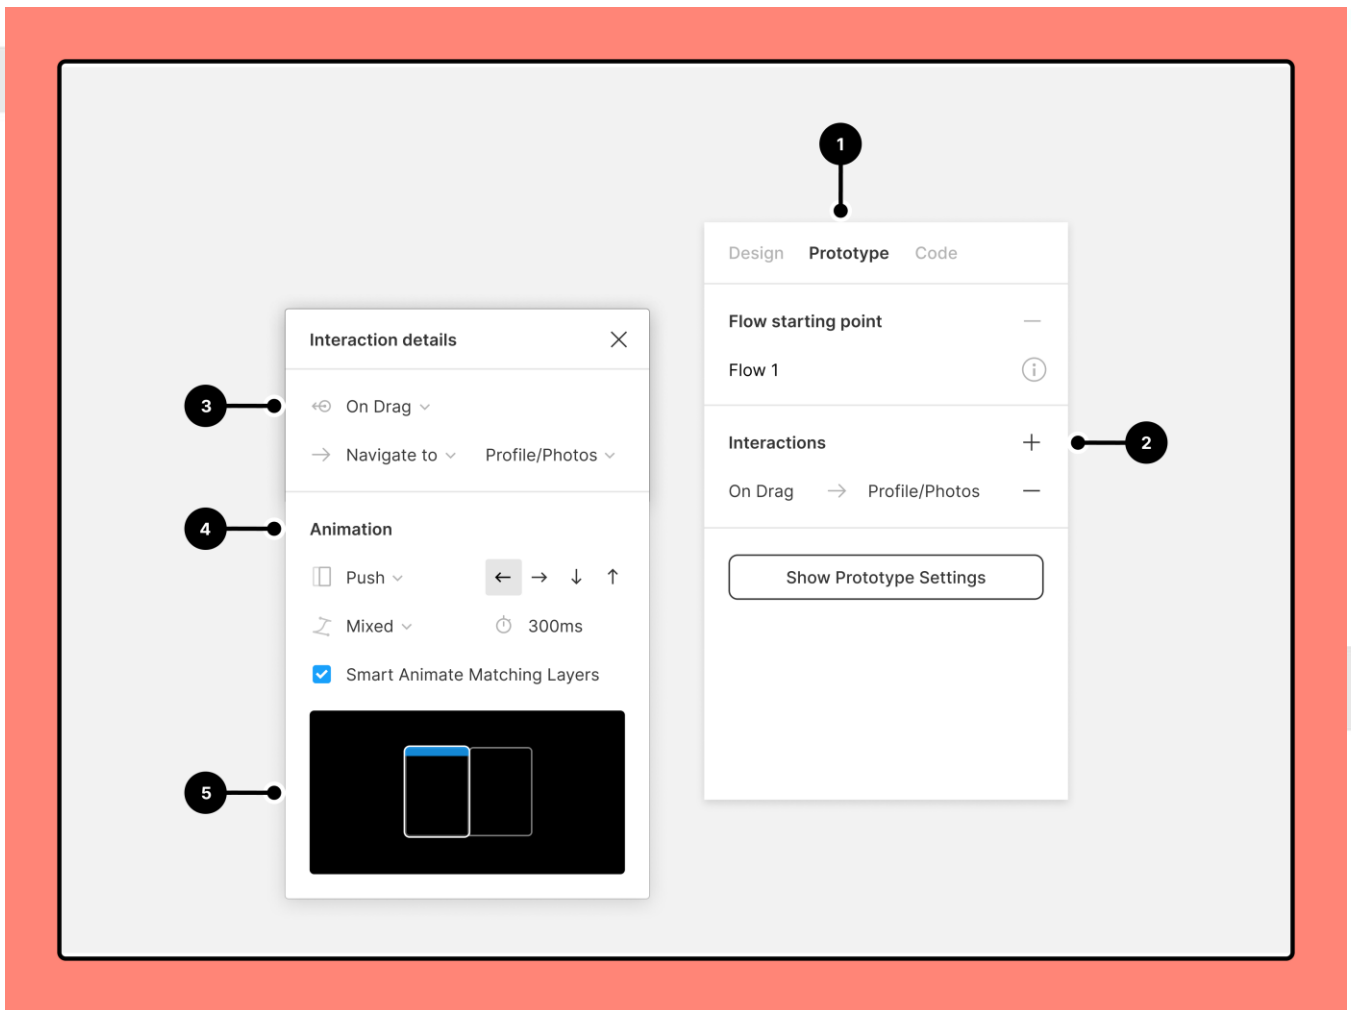 1
Design Prototype Code
Flow starting point
Flow 1
Interactions
2
On Drag Profile/Photos
Show Prototype Settings
Interaction details
3
On Drag
Navigate to Profile/Photos
4
Animation
Push
Mixed 300ms
Smart Animate Matching Layers
5